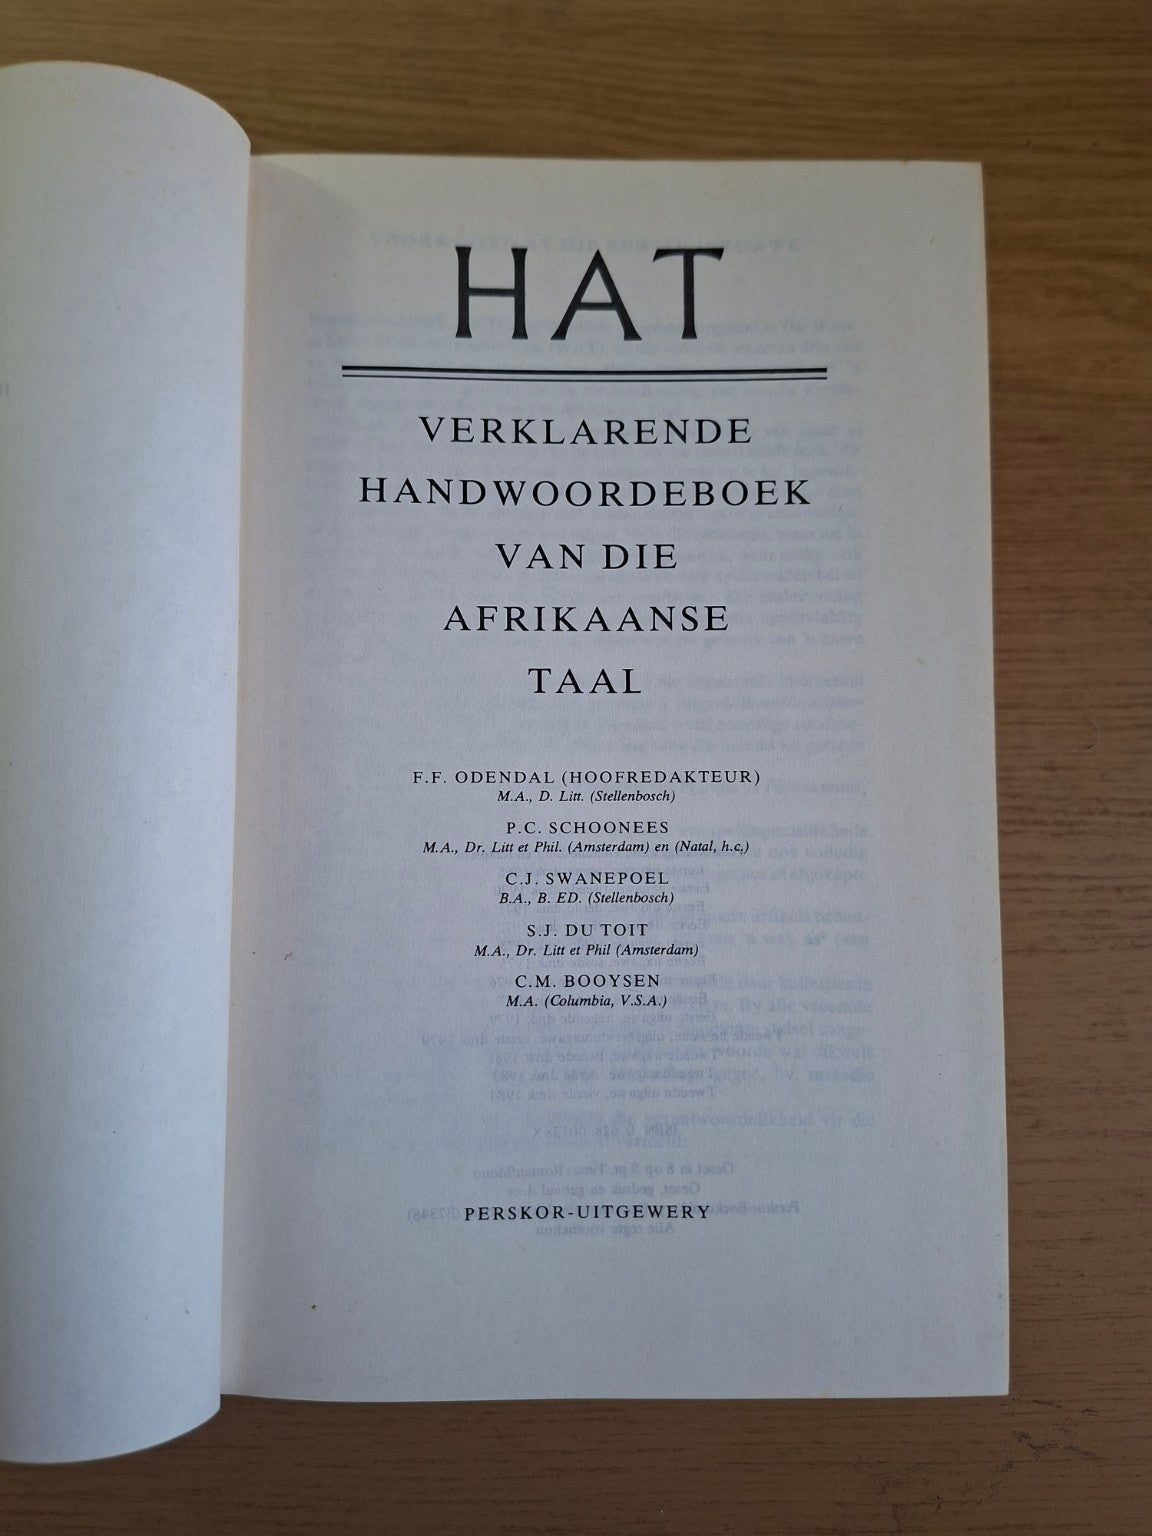 HAT
VERKLARENDE
HANDWOORDEBOEK
VAN DIE
AFRIKAANSE
TAAL
F.F. ODENDAL (HOOFREDAKTEUR)
M.A., D. Litt. (Stellenbosch)
P.C. SCHOONEES
M.A., Dr. Litt et Phil. (Amsterdam) en (Natal, h.c.)
C.J. SWANEPOEL
B.A., B. ED. (Stellenbosch)
S.J. DU TOIT
M.A., Dr. Litt et Phil (Amsterdam)
C.M. BOOYSEN
M.A. (Columbia, V.S.A.)
PERSKOR-UITGEWERY